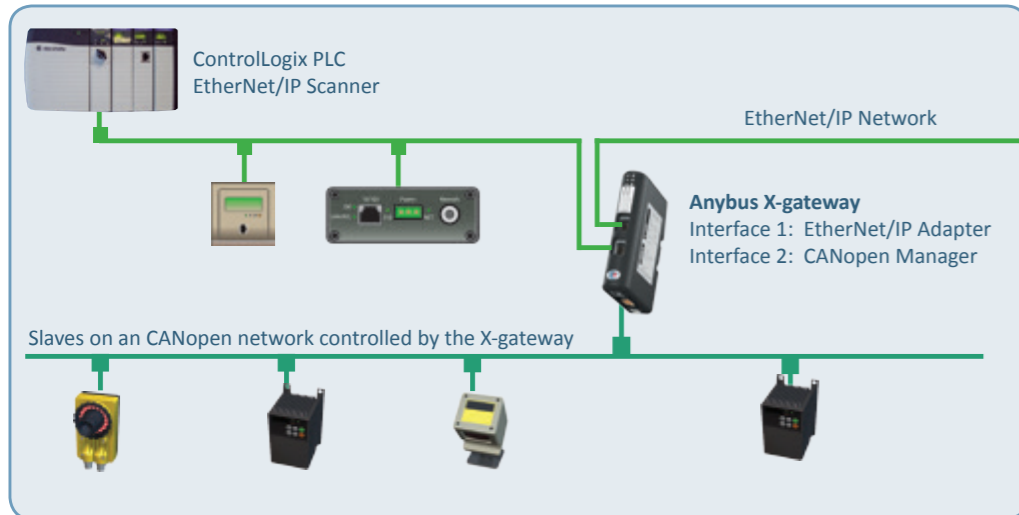 ControlLogix PLC
EtherNet/IP Scanner
EtherNet/IP Network
Anybus X-gateway
Interface 1: EtherNet/IP Adapter
Interface 2: CANopen Manager
Slaves on an CANopen network controlled by the X-gateway